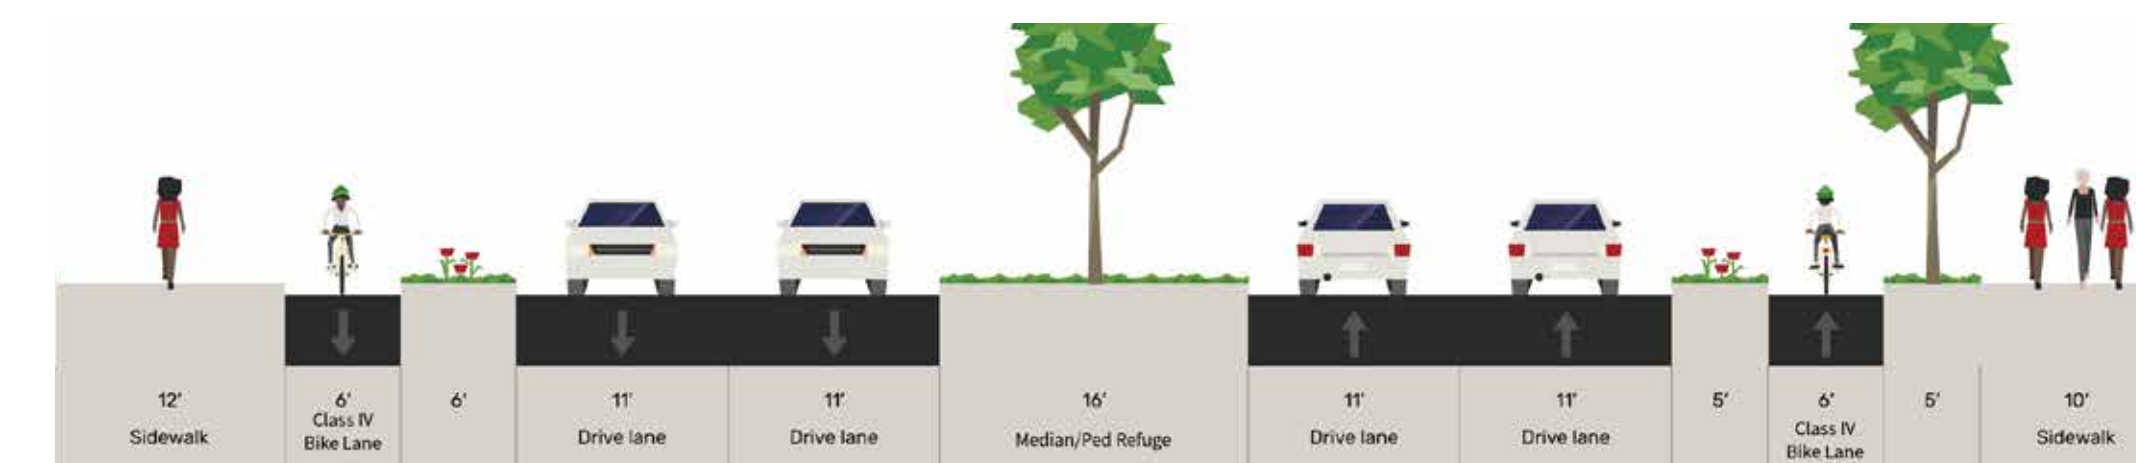 12'
Sidewalk
6'
Class IV
Bike Lane
6'
11'
Drive lane
11'
Drive lane
16'
Median/Ped Refuge
11'
Drive lane
11'
Drive lane
5'
6'
Class IV
Bike Lane
5'
10'
Sidewalk